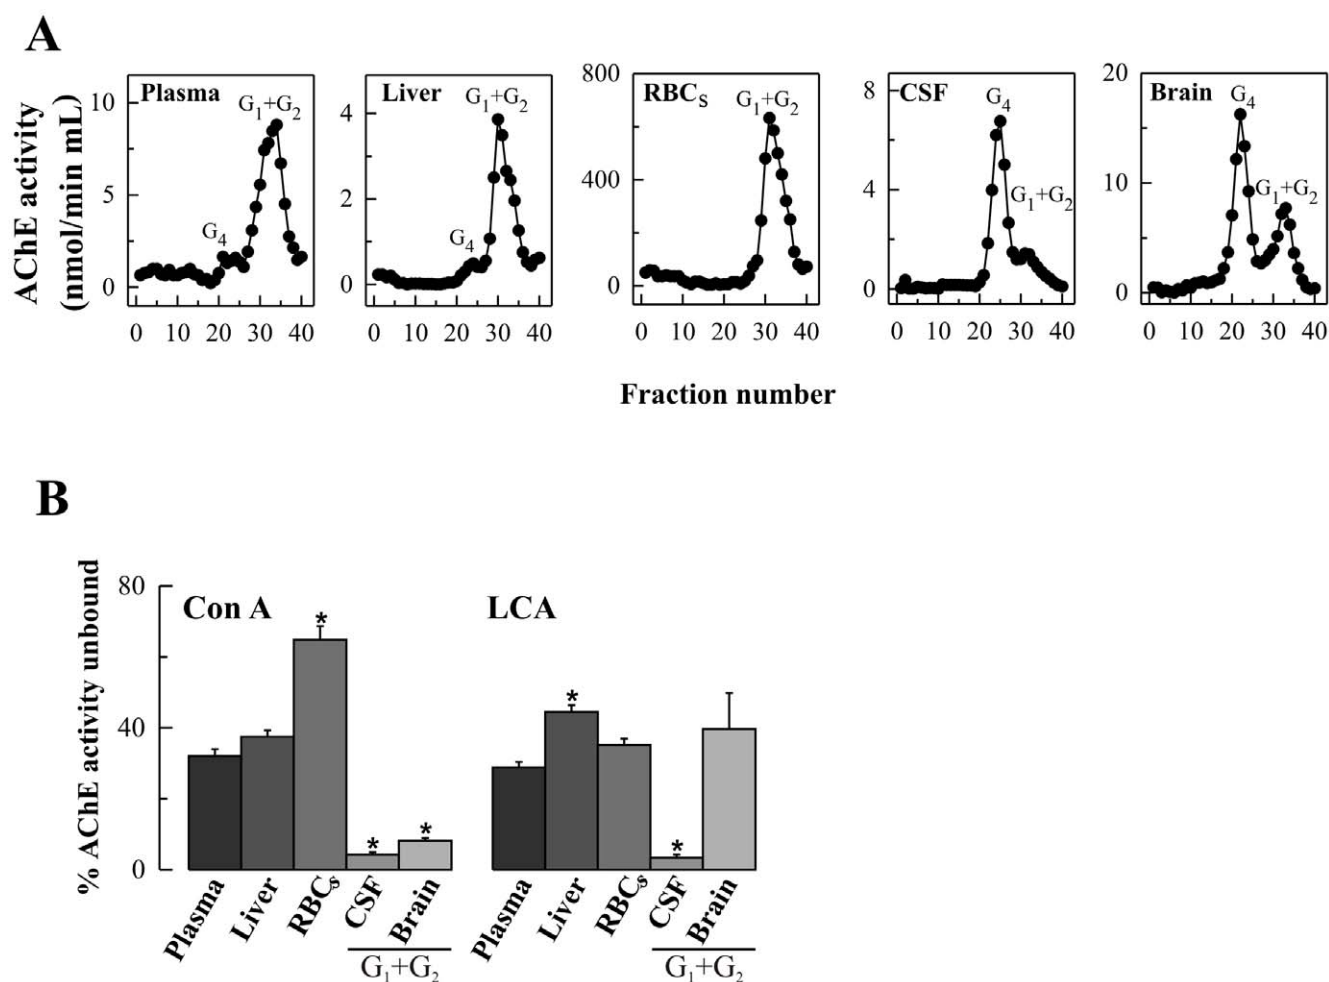 A
AChE activity
(nmol/min mL)
Plasma
G₁+G₂
G₄
10
5
0
0 10 20 30 40
Liver
G₁+G₂
G₄
4
2
0
0 10 20 30 40
RBCₛ
G₁+G₂
800
400
0
0 10 20 30 40
CSF
G₄
G₁+G₂
8
4
0
0 10 20 30 40
Brain
G₄
G₁+G₂
20
10
0
0 10 20 30 40
Fraction number
B
% AChE activity unbound
80
40
0
Con A
*
*
*
Plasma
Liver
RBCₛ
CSF
Brain
G₁+G₂
LCA
*
*
Plasma
Liver
RBCₛ
CSF
Brain
G₁+G₂